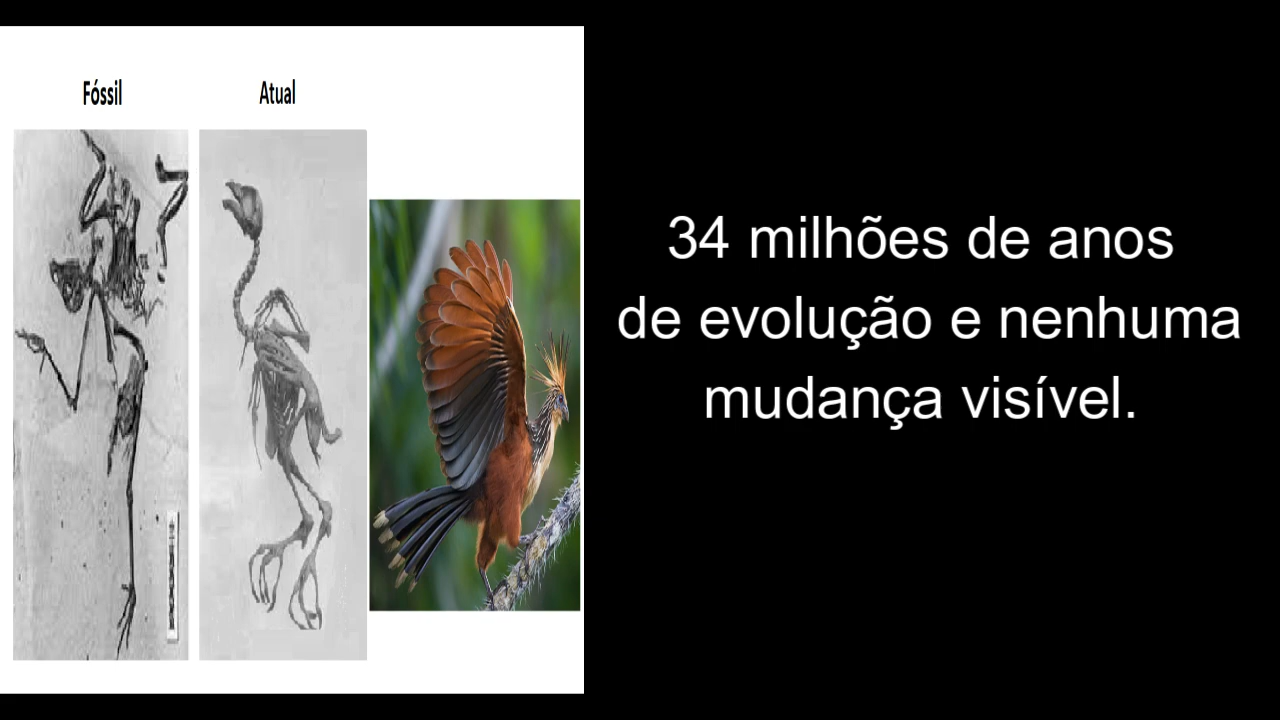 Fóssil
Atual
34 milhões de anos
de evolução e nenhuma
mudança visível.